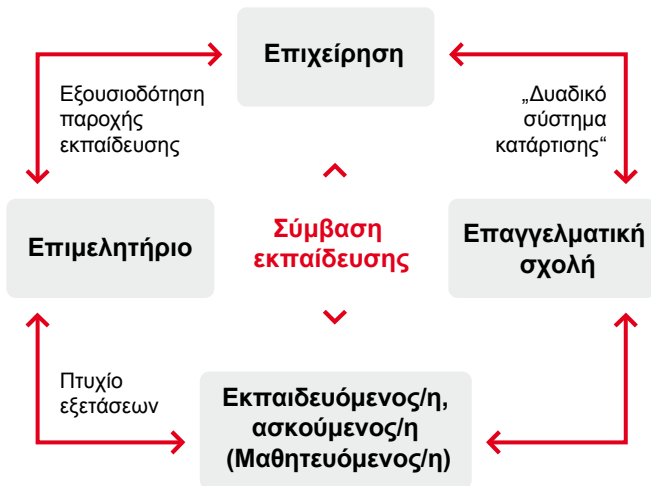 Επιχείρηση
Εξουσιοδότηση
παροχής
εκπαίδευσης
„Δυαδικό
σύστημα
κατάρτισης“
Επιμελητήριο
Σύμβαση
εκπαίδευσης
Επαγγελματική
σχολή
Πτυχίο
εξετάσεων
Εκπαιδευόμενος/η,
ασκούμενος/η
(Μαθητευόμενος/η)